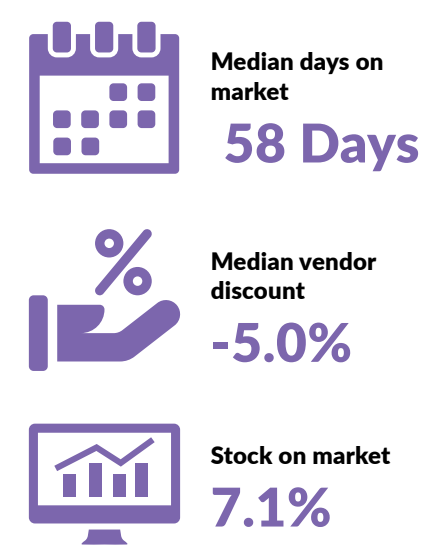 Median days on
market
58 Days
%
Median vendor
discount
-5.0%
Stock on market
7.1%